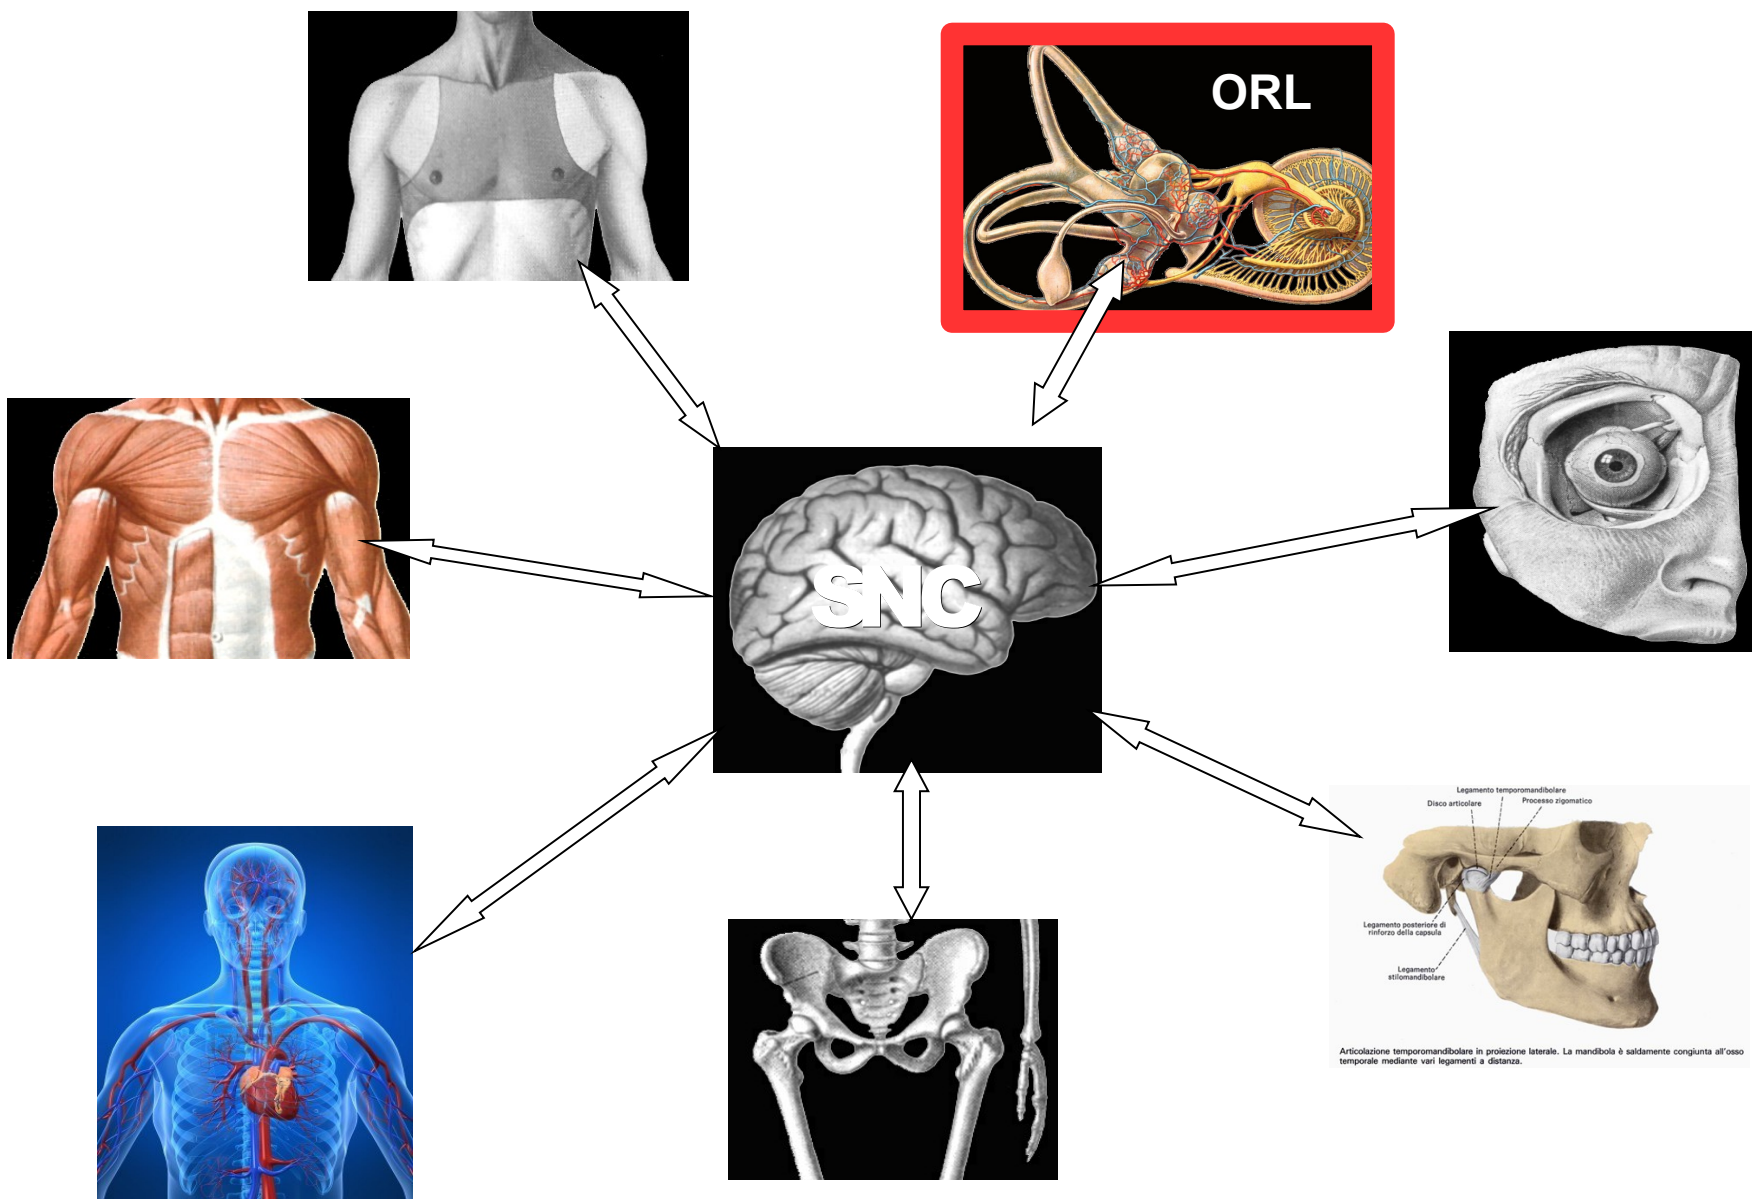 ORL
SNC
Legamento temporomandibolare
Disco articolare
Processo zigomatico
Legamento posteriore di
rinforzo della capsula
Legamento
stilomandibolare
Articolazione temporomandibolare in proiezione laterale. La mandibola è saldamente congiunta all'osso
temporale mediante vari legamenti a distanza.